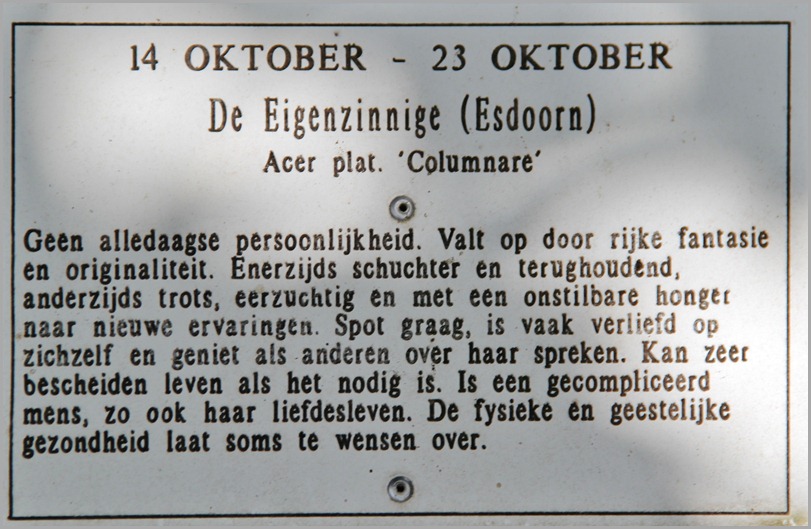 14 OKTOBER - 23 OKTOBER
De Eigenzinnige (Esdoorn)
Acer plat. 'Columnare'
Geen alledaagse persoonlijkheid. Valt op door rijke fantasie
en originaliteit. Enerzijds schuchter en terughoudend,
anderzijds trots, eerzuchtig en met een onstilbare honger
naar nieuwe ervaringen. Spot graag, is vaak verliefd op
zichzelf en geniet als anderen over haar spreken. Kan zeer
bescheiden leven als het nodig is. Is een gecompliceerd
mens, zo ook haar liefdesleven. De fysieke en geestelijke
gezondheid laat soms te wensen over.